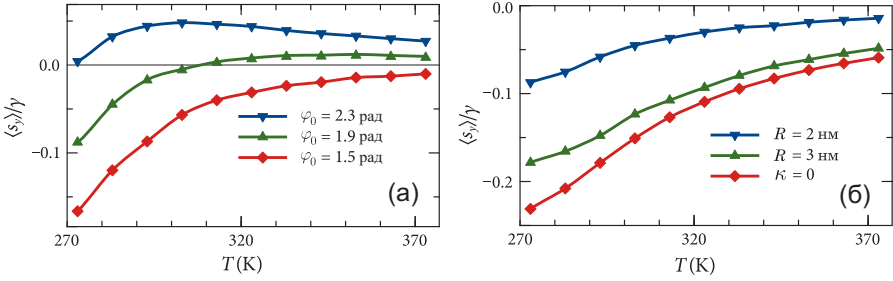 0.0
−0.1
⟨s_y⟩/γ
φ₀ = 2.3 рад
φ₀ = 1.9 рад
φ₀ = 1.5 рад
(а)
270 320 370
T (K)
0.0
−0.1
−0.2
⟨s_y⟩/γ
R = 2 нм
R = 3 нм
κ = 0
(б)
270 320 370
T (K)